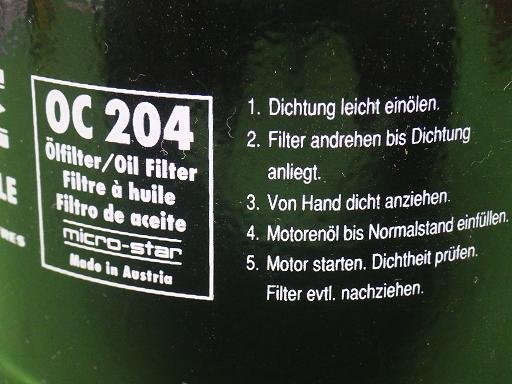 OC 204
Ölfilter/Oil Filter
Filtre à huile
Filtro de aceite
micro-star
Made in Austria
1. Dichtung leicht einölen.
2. Filter andrehen bis Dichtung
anliegt.
3. Von Hand dicht anziehen.
4. Motorenöl bis Normalstand einfüllen.
5. Motor starten. Dichtheit prüfen.
Filter evtl. nachziehen.